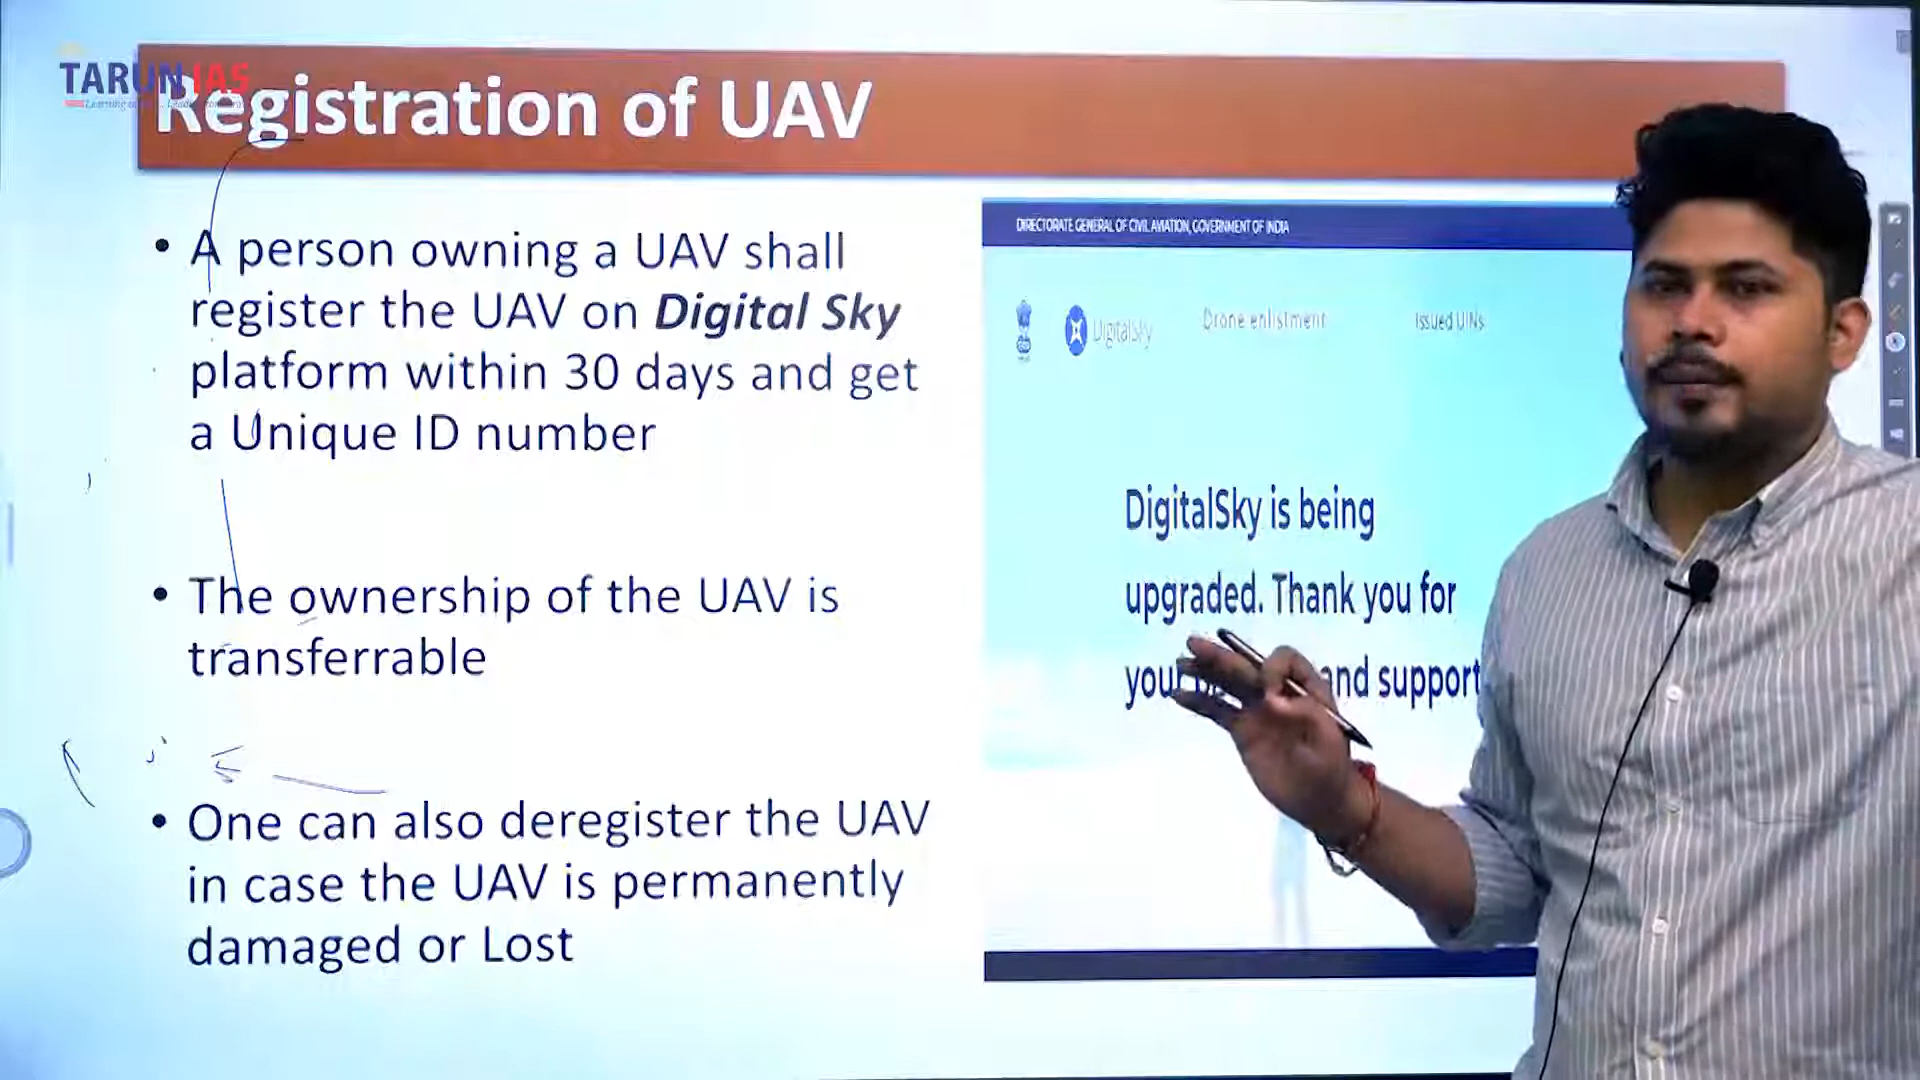 TARUN IAS
Registration of UAV
• A person owning a UAV shall
register the UAV on Digital Sky
platform within 30 days and get
a Unique ID number
• The ownership of the UAV is
transferrable
• One can also deregister the UAV
in case the UAV is permanently
damaged or Lost
DIRECTORATE GENERAL OF CIVIL AVIATION, GOVERNMENT OF INDIA
DigitalSky
Drone enlistment
Issued UINs
DigitalSky is being
upgraded. Thank you for
your and support